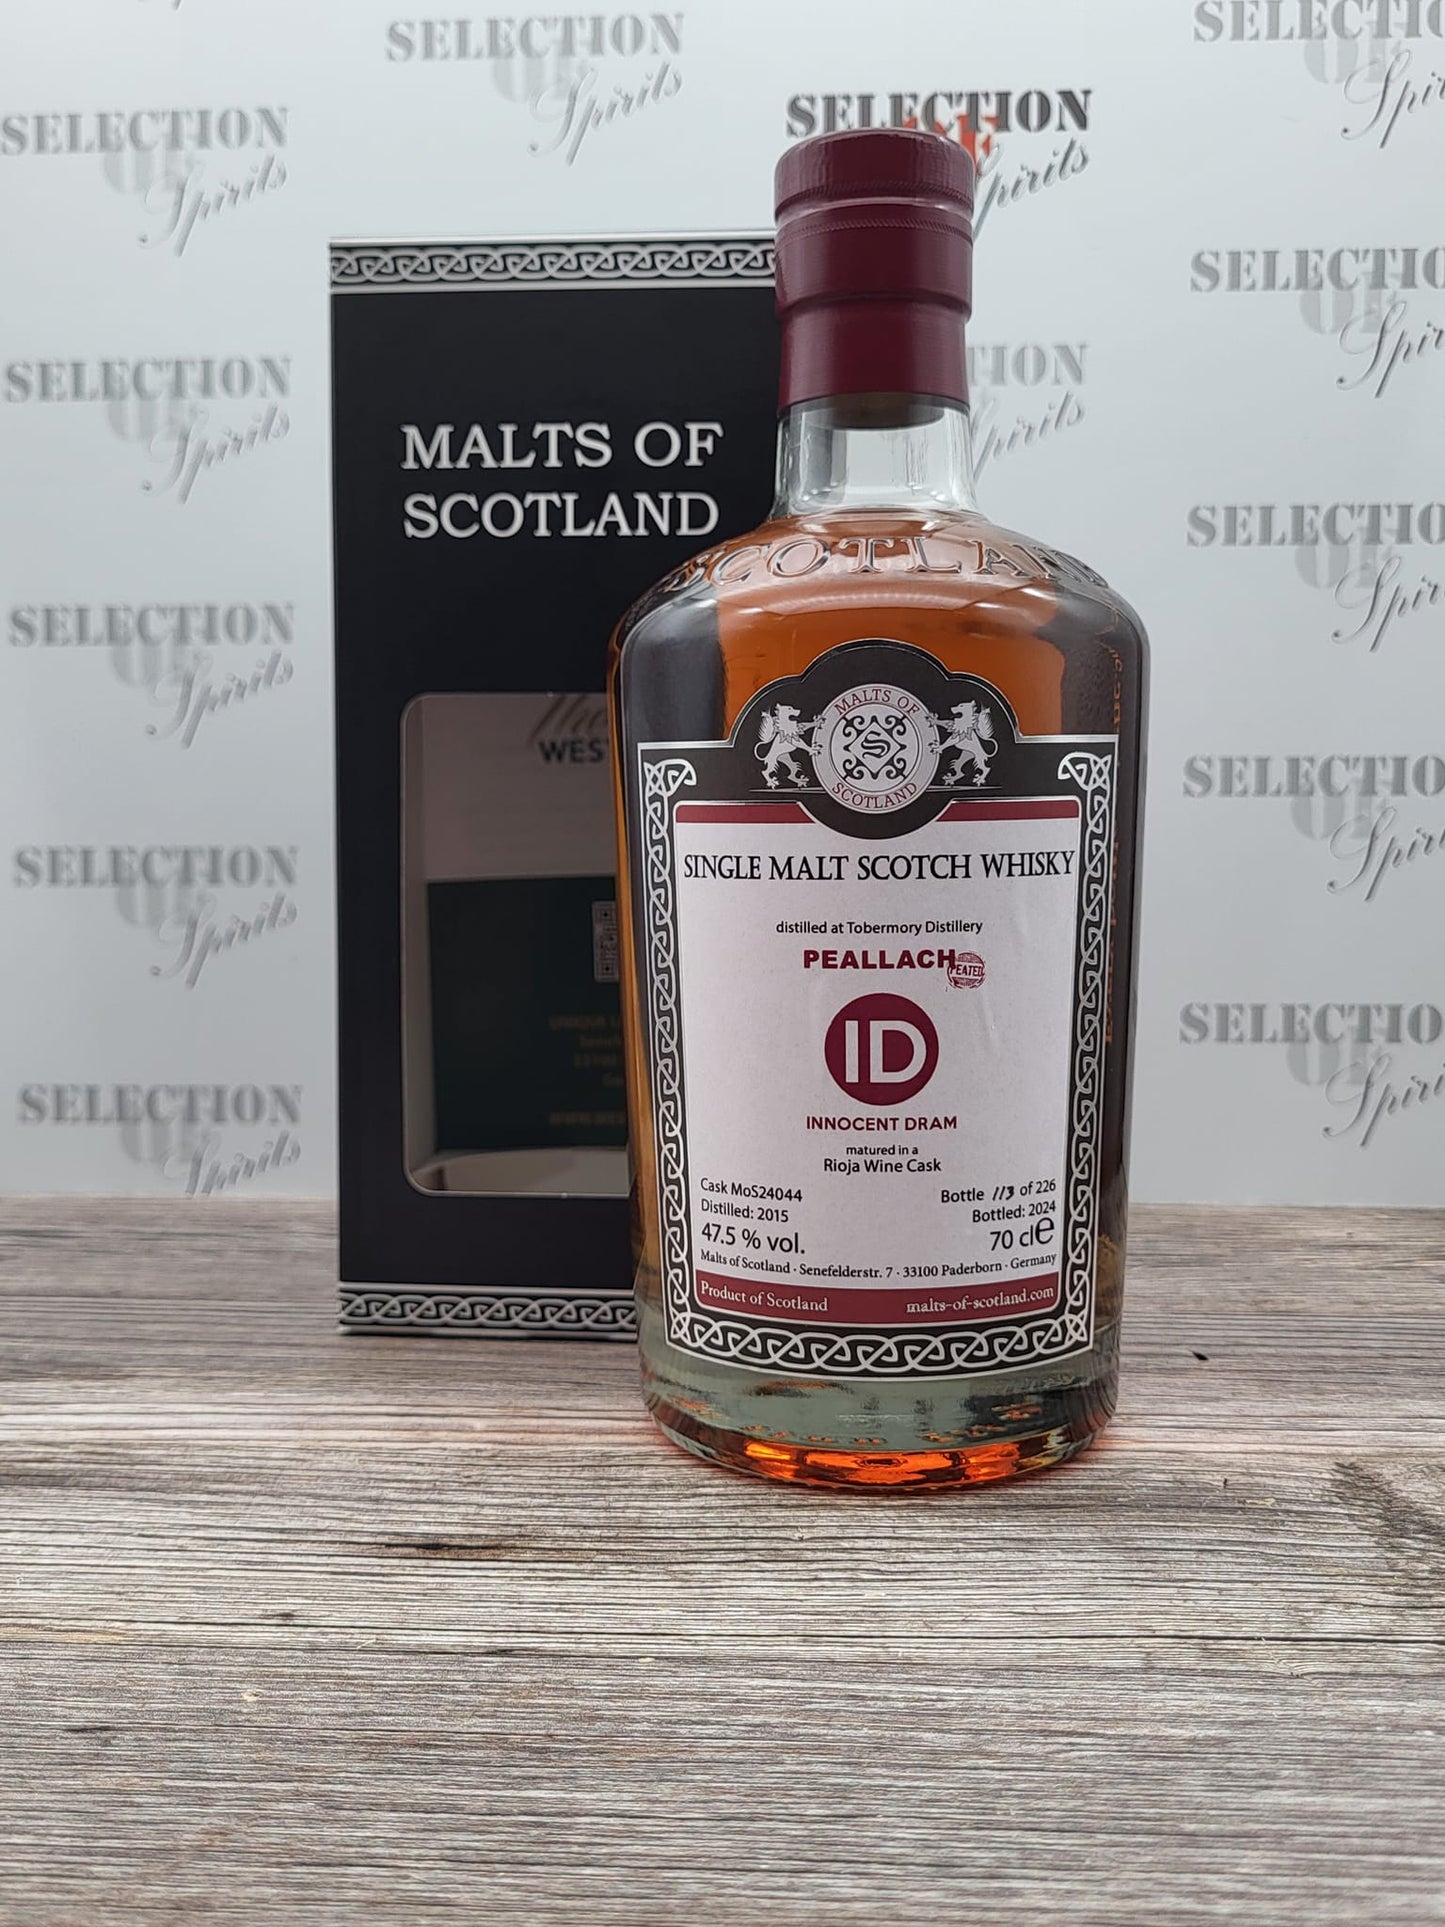 SELECTION
OF
Spirits
MALTS OF
SCOTLAND
WEST
SCOTLAND
MALTS OF
S
SCOTLAND
SINGLE MALT SCOTCH WHISKY
distilled at Tobermory Distillery
PEALLACH
PEATED
ID
INNOCENT DRAM
matured in a
Rioja Wine Cask
Cask MoS24044
Bottle 113 of 226
Distilled: 2015
Bottled: 2024
47.5 % vol.
70 cl e
Malts of Scotland · Senefelderstr. 7 · 33100 Paderborn · Germany
Product of Scotland
malts-of-scotland.com